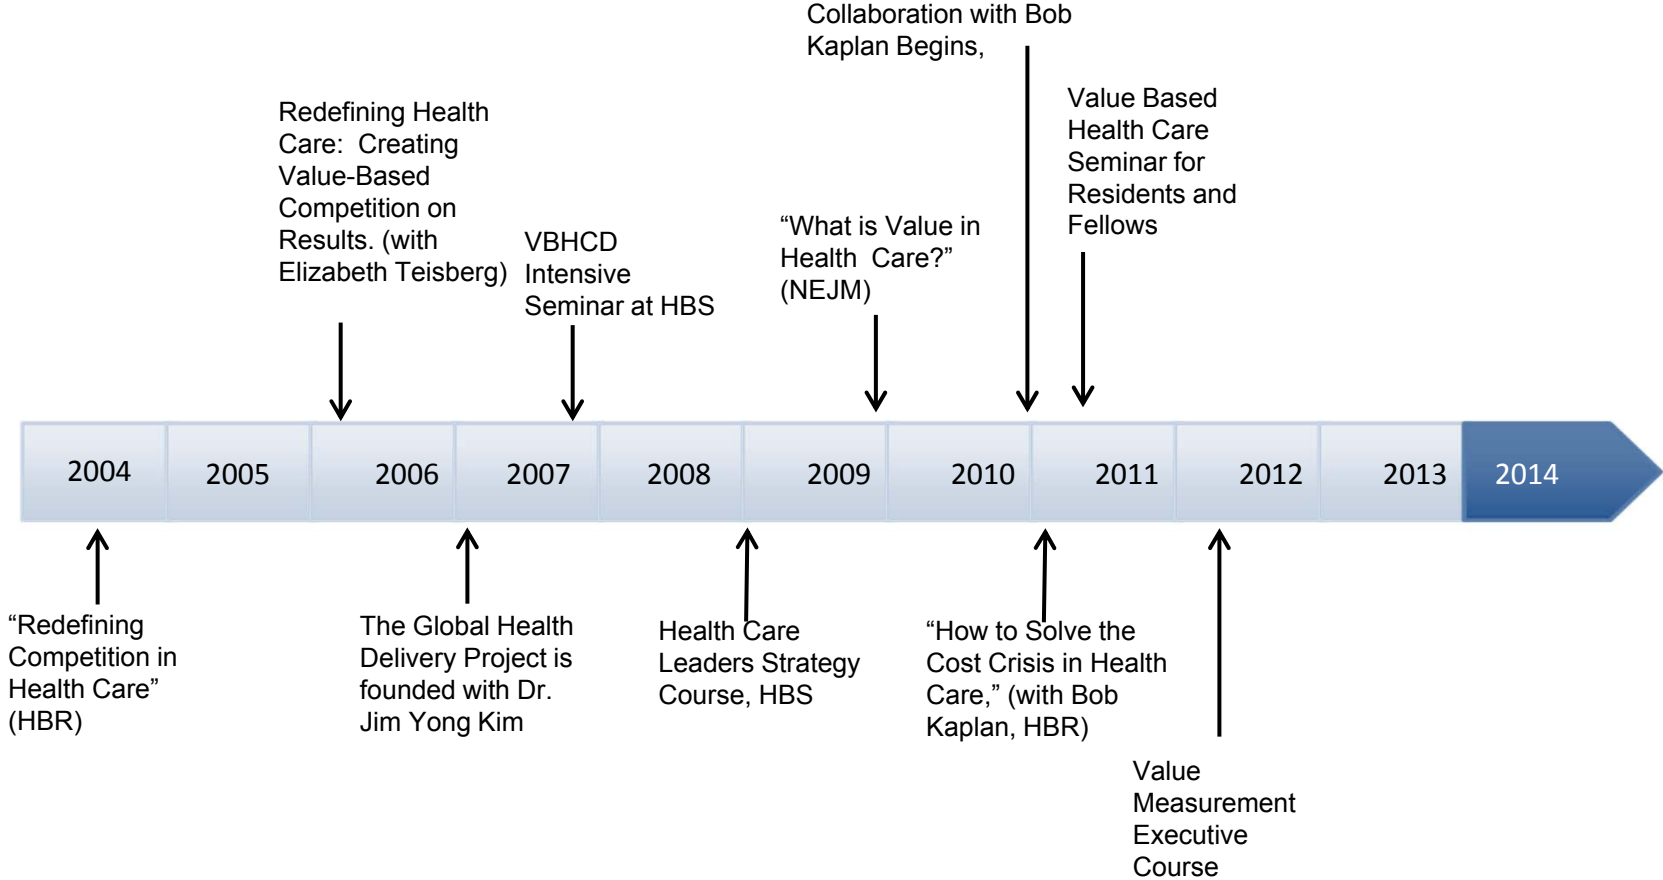 Collaboration with Bob
Kaplan Begins,
Redefining Health
Care:  Creating
Value-Based
Competition on
Results. (with
Elizabeth Teisberg)
VBHCD
Intensive
Seminar at HBS
“What is Value in
Health  Care?”
(NEJM)
Value Based
Health Care
Seminar for
Residents and
Fellows
2004 2005 2006 2007 2008 2009 2010 2011 2012 2013 2014
“Redefining
Competition in
Health Care”
(HBR)
The Global Health
Delivery Project is
founded with Dr.
Jim Yong Kim
Health Care
Leaders Strategy
Course, HBS
“How to Solve the
Cost Crisis in Health
Care,” (with Bob
Kaplan, HBR)
Value
Measurement
Executive
Course